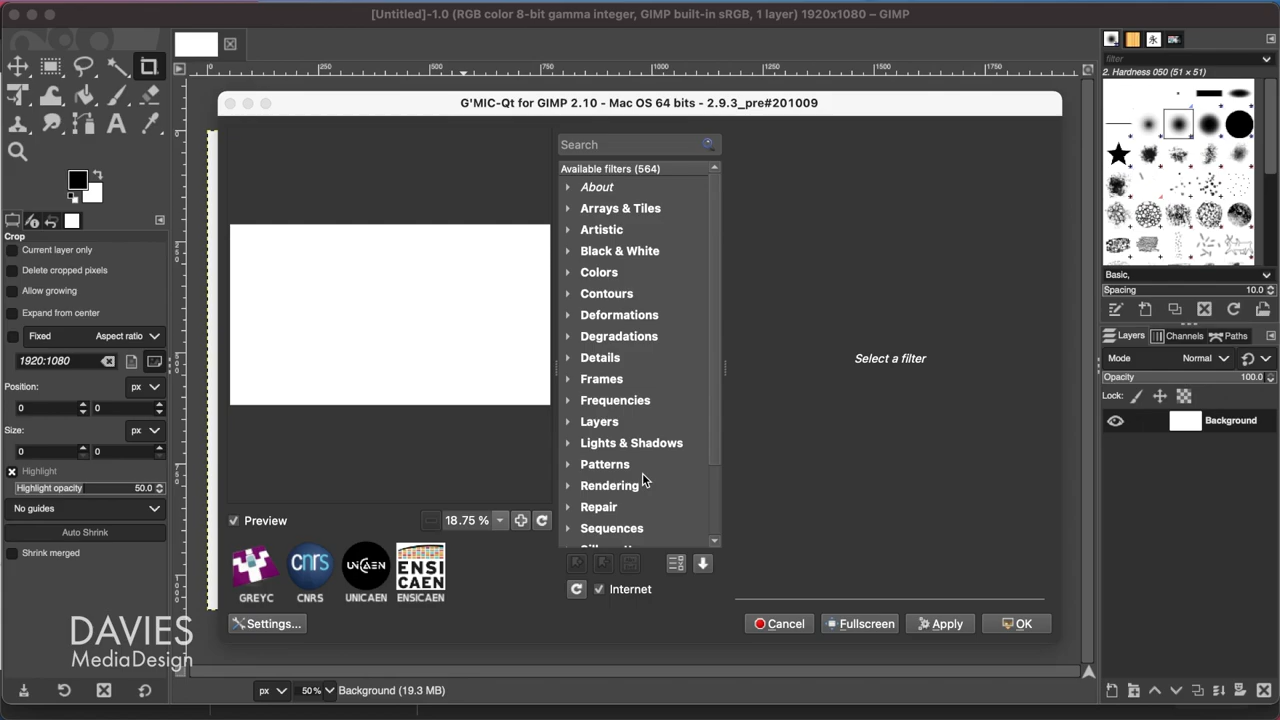 [Untitled]-1.0 (RGB color 8-bit gamma integer, GIMP built-in sRGB, 1 layer) 1920x1080 – GIMP
0 250 500 750 1000 1250 1500 1750
filter
2. Hardness 050 (51 × 51)
G'MIC-Qt for GIMP 2.10 - Mac OS 64 bits - 2.9.3_pre#201009
Search
Available filters (564)
About
Arrays & Tiles
Artistic
Black & White
Colors
Contours
Deformations
Degradations
Details
Frames
Frequencies
Layers
Lights & Shadows
Patterns
Rendering
Repair
Sequences
Select a filter
Preview
18.75 %
GREYC
CNRS
UNICAEN
ENSICAEN
cnrs
UNICAEN
ENSI
CAEN
Internet
Settings...
Cancel
Fullscreen
Apply
OK
Crop
Current layer only
Delete cropped pixels
Allow growing
Expand from center
Fixed Aspect ratio
1920:1080
Position: px
0 0
Size: px
0 0
Highlight
Highlight opacity 50.0
No guides
Auto Shrink
Shrink merged
DAVIES
MediaDesign
px 50% Background (19.3 MB)
Basic,
Spacing 10.0
Layers Channels Paths
Mode Normal
Opacity 100.0
Lock:
Background